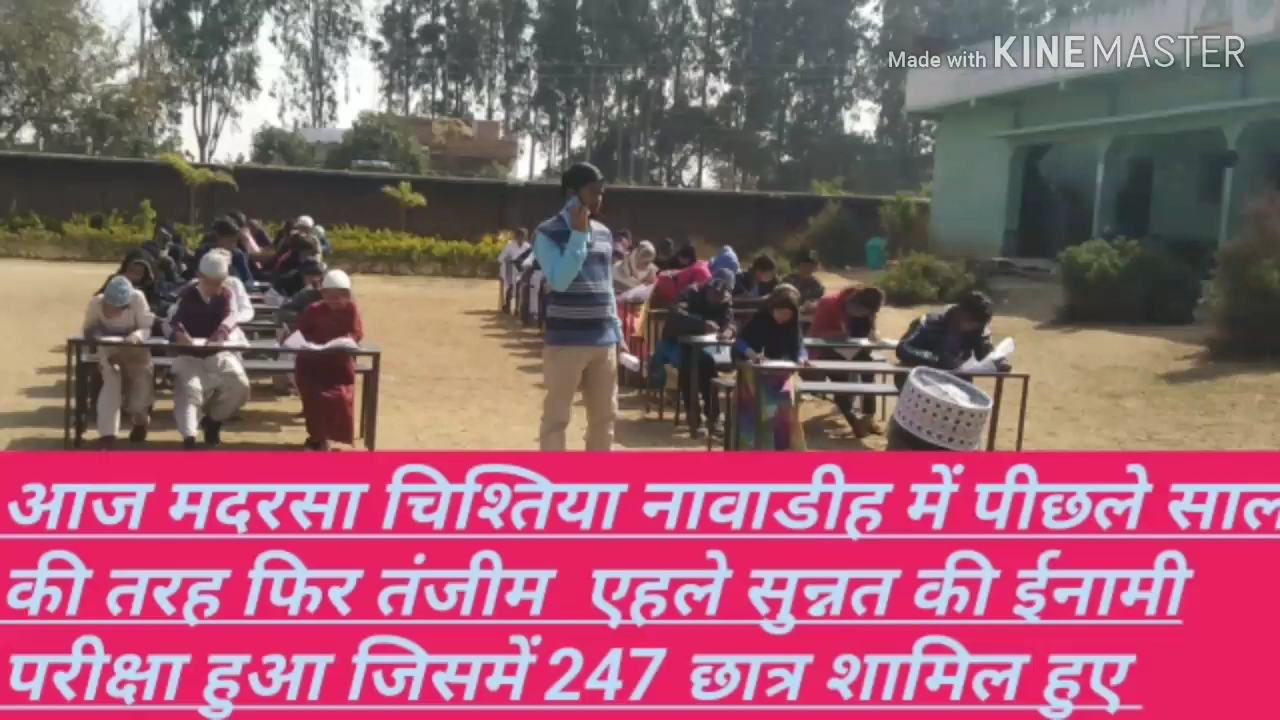 Made with KINEMASTER
आज मदरसा चिश्तिया नावाडीह में पीछले साल
की तरह फिर तंजीम एहले सुन्नत की ईनामी
परीक्षा हुआ जिसमें 247 छात्र शामिल हुए